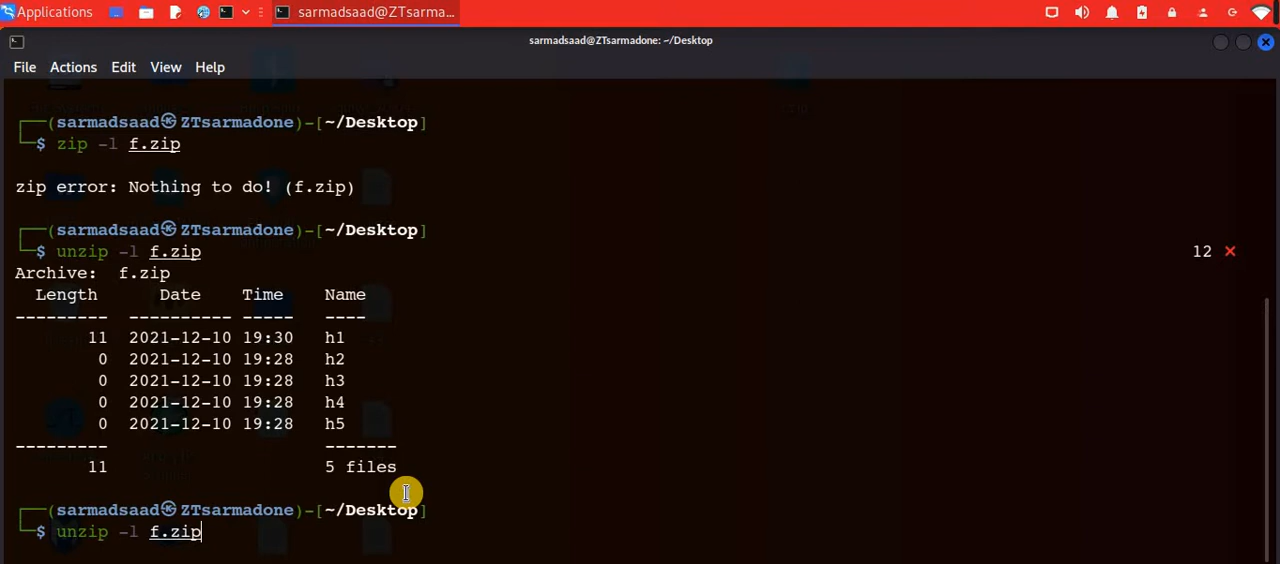 Applications
sarmadsaad@ZTsarma...
sarmadsaad@ZTsarmadone: ~/Desktop
File Actions Edit View Help
┌──(sarmadsaad㉿ZTsarmadone)-[~/Desktop]
└─$ zip -l f.zip
zip error: Nothing to do! (f.zip)
┌──(sarmadsaad㉿ZTsarmadone)-[~/Desktop]
└─$ unzip -l f.zip 12 ✕
Archive: f.zip
Length Date Time Name
--------- ---------- ----- ----
11 2021-12-10 19:30 h1
0 2021-12-10 19:28 h2
0 2021-12-10 19:28 h3
0 2021-12-10 19:28 h4
0 2021-12-10 19:28 h5
--------- -------
11 5 files
┌──(sarmadsaad㉿ZTsarmadone)-[~/Desktop]
└─$ unzip -l f.zip